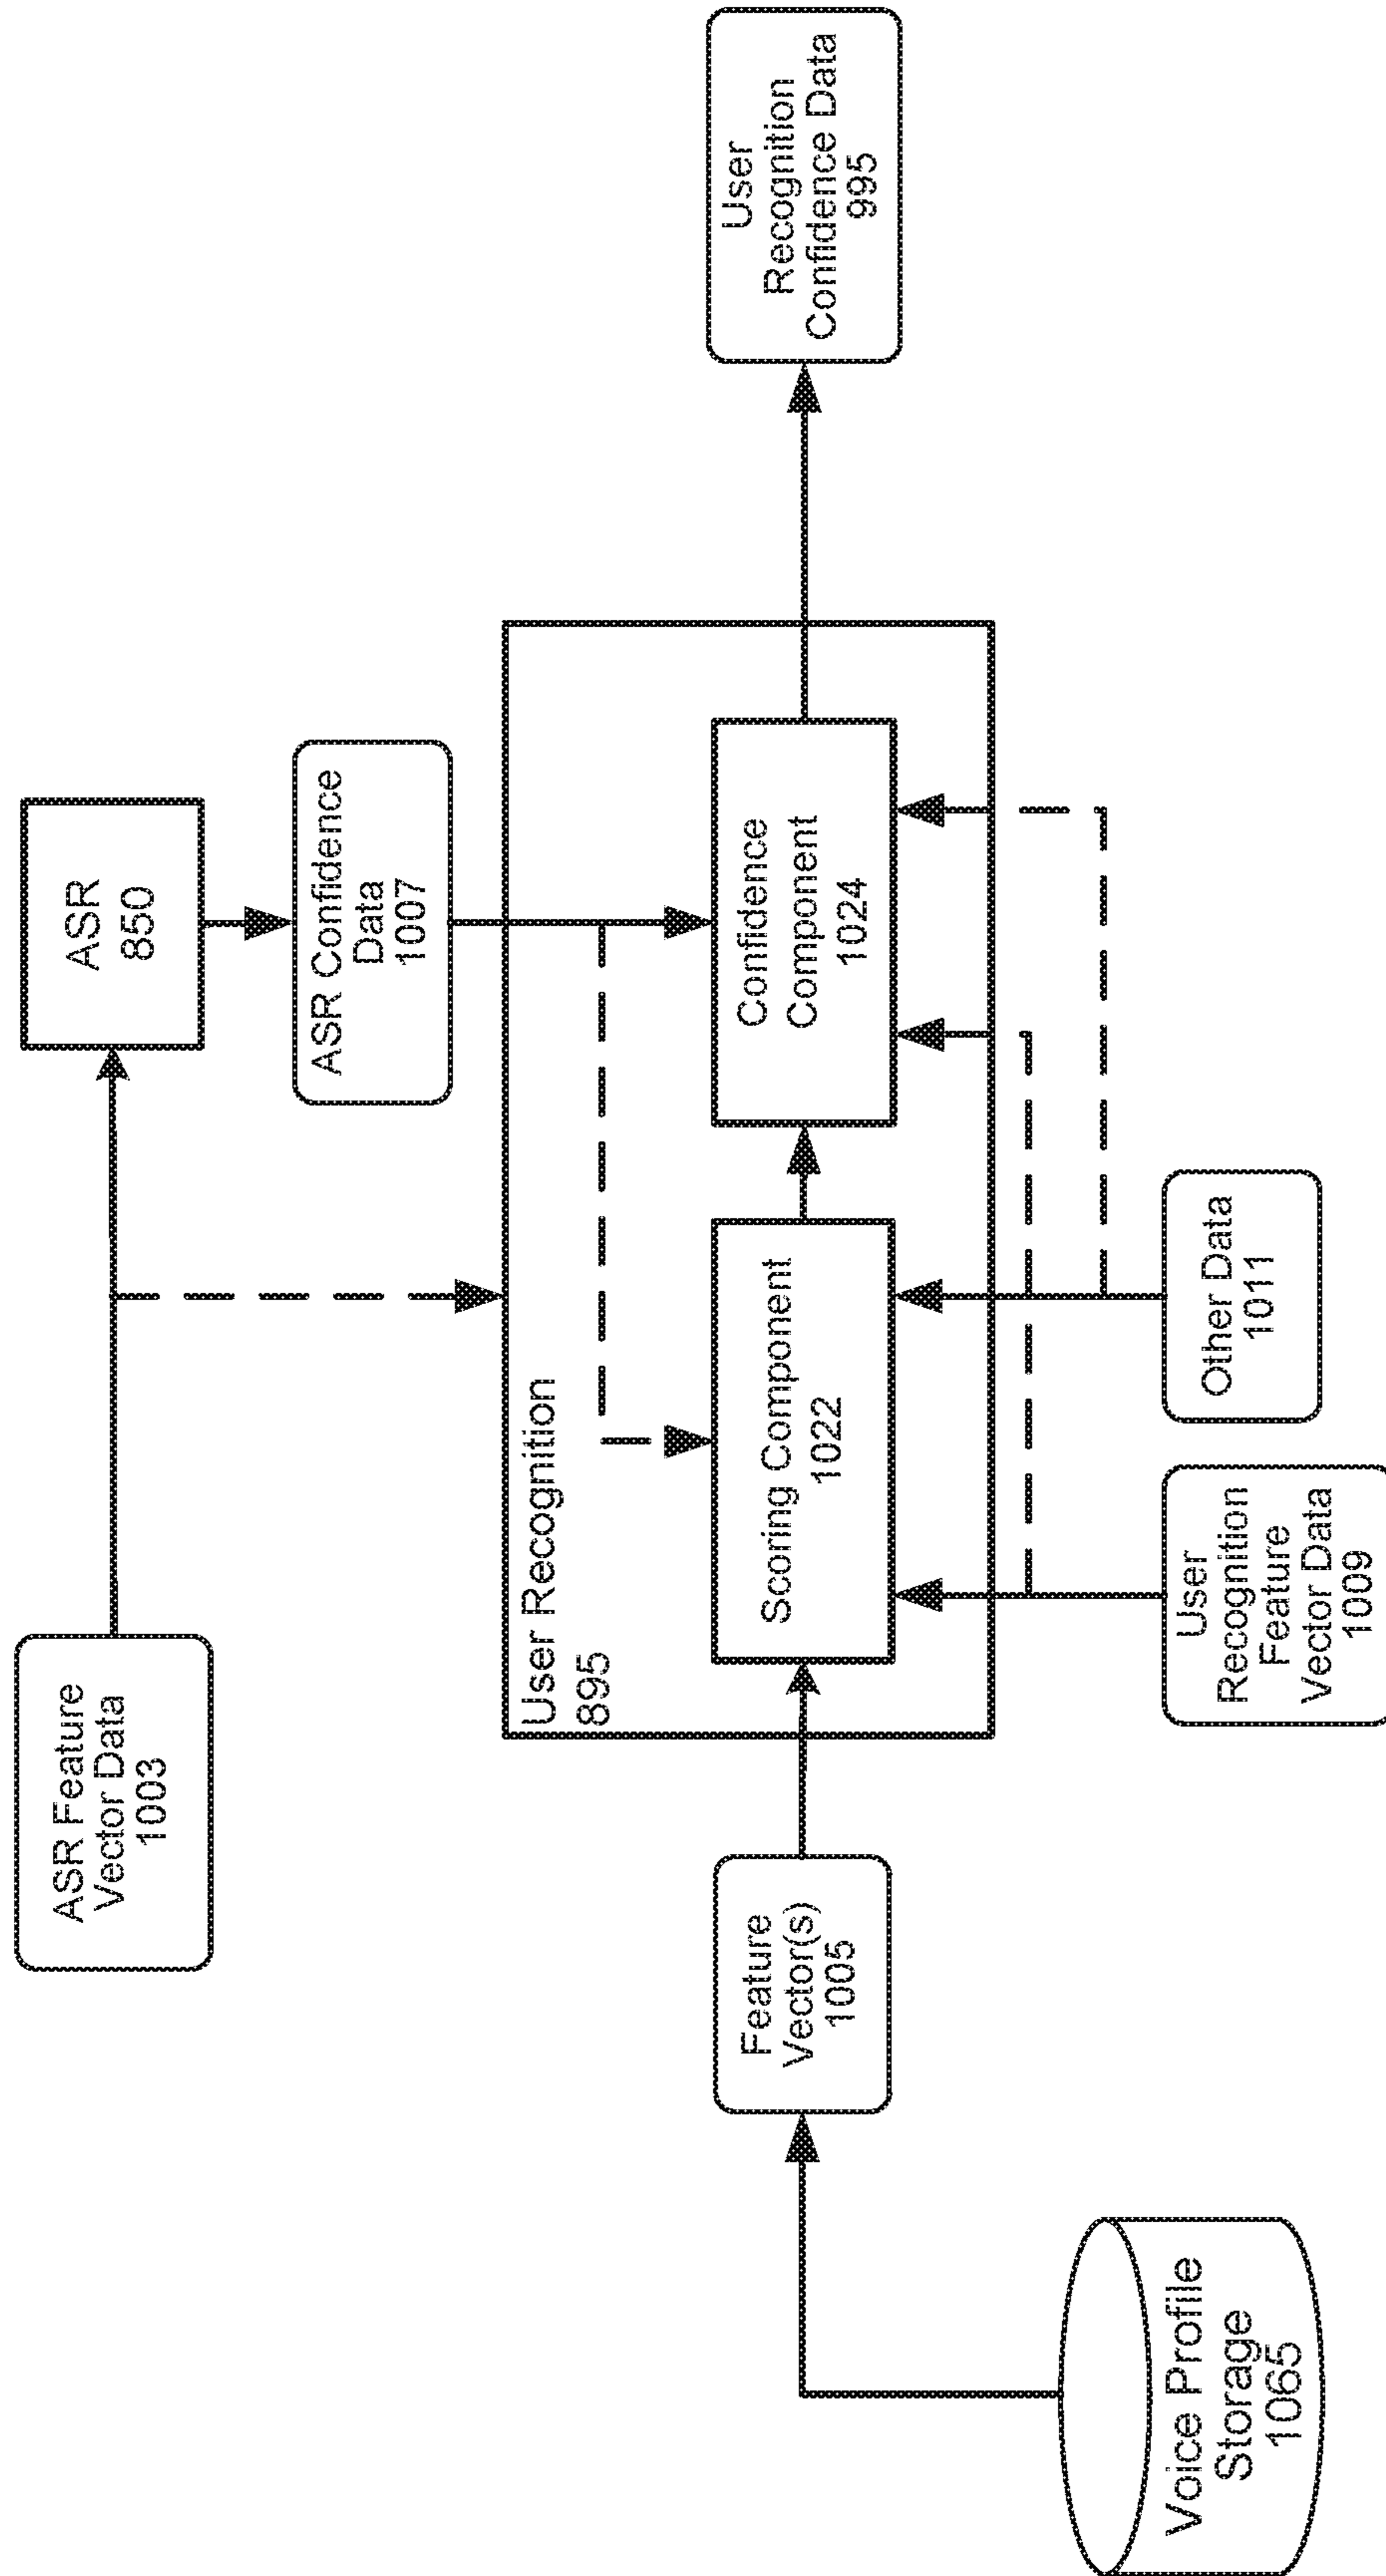 ASR Feature
Vector Data
1003
ASR
850
ASR Confidence
Data
1007
User Recognition
895
Feature
Vector(s)
1005
Scoring Component
1022
Confidence
Component
1024
User
Recognition
Confidence Data
995
Voice Profile
Storage
1065
User
Recognition
Feature
Vector Data
1009
Other Data
1011